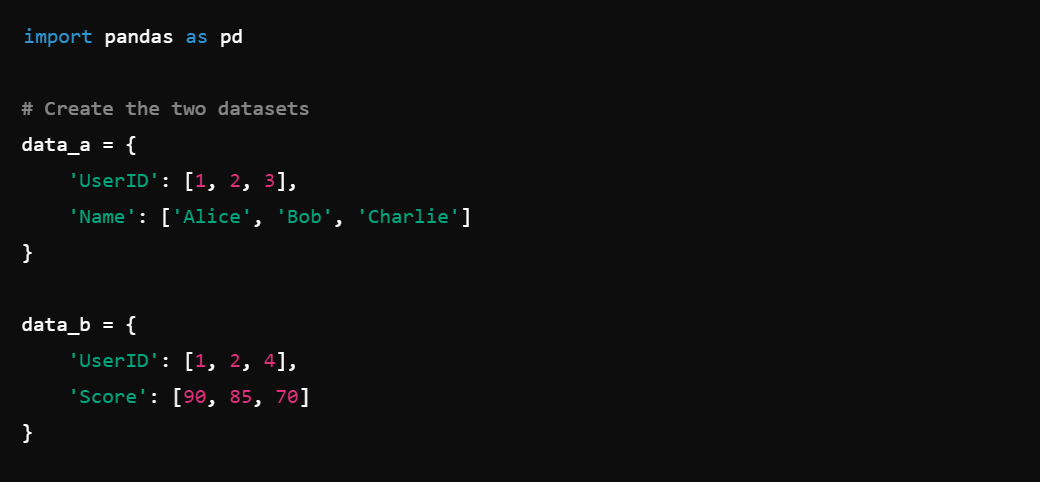 import pandas as pd
# Create the two datasets
data_a = {
    'UserID': [1, 2, 3],
    'Name': ['Alice', 'Bob', 'Charlie']
}
data_b = {
    'UserID': [1, 2, 4],
    'Score': [90, 85, 70]
}